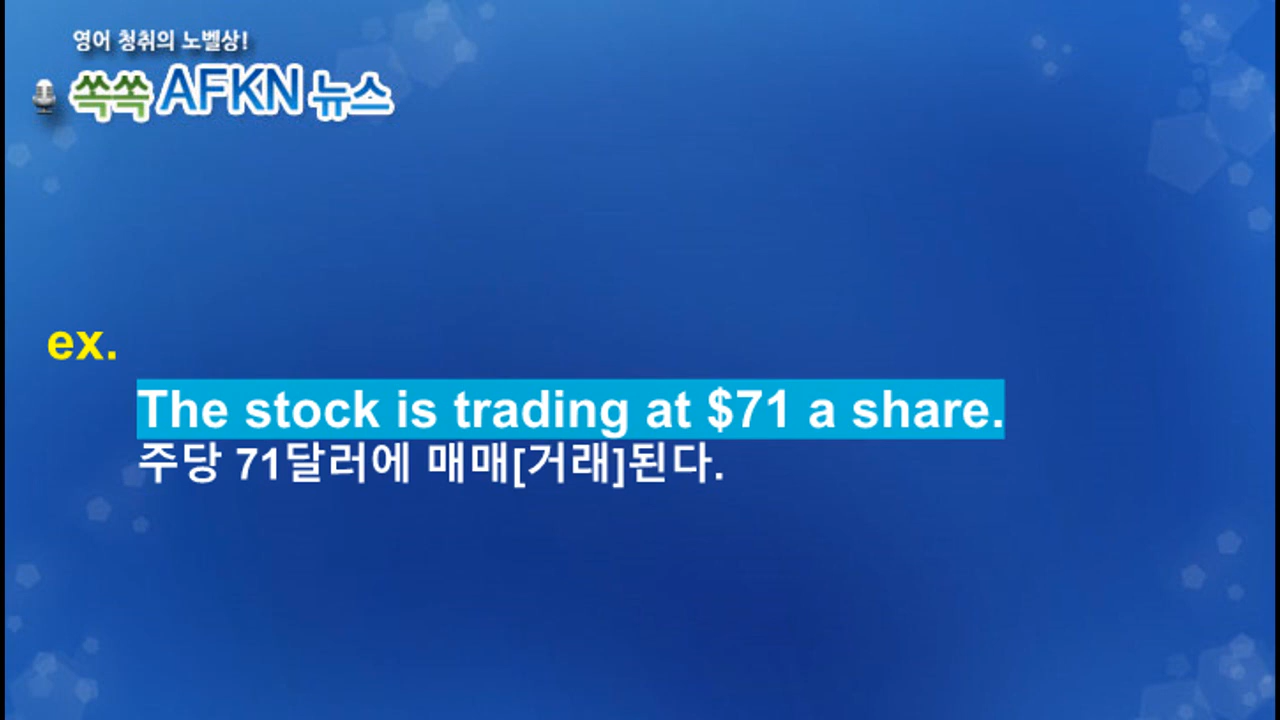 영어 청취의 노벨상!
쏙쏙 AFKN 뉴스
ex.
The stock is trading at $71 a share.
주당 71달러에 매매[거래]된다.